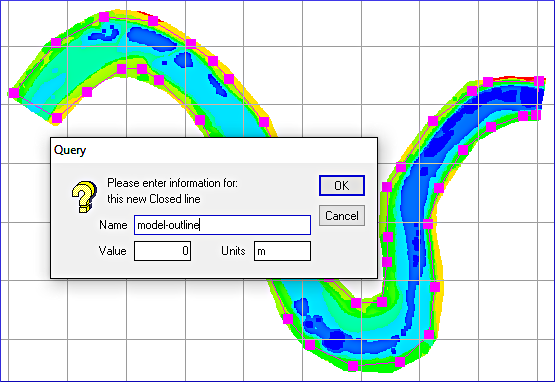 Query
Please enter information for:
this new Closed line
OK
Cancel
Name model-outline
Value 0 Units m